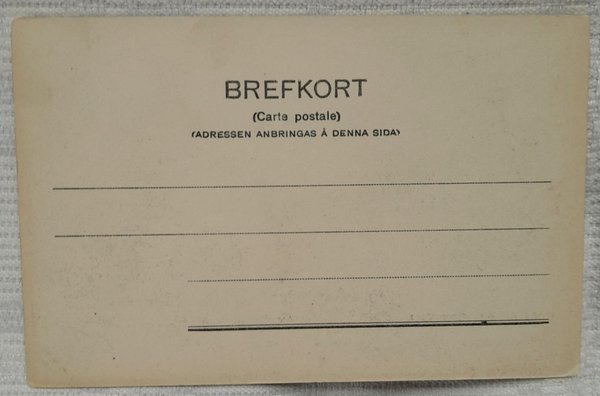 BREFKORT
(Carte postale)
(ADRESSEN ANBRINGAS Å DENNA SIDA)